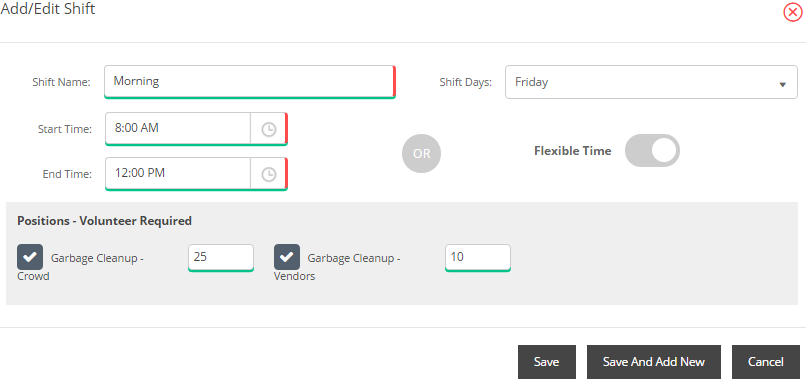 Add/Edit Shift
Shift Name: Morning Shift Days: Friday
Start Time: 8:00 AM
OR Flexible Time
End Time: 12:00 PM
Positions - Volunteer Required
Garbage Cleanup - 25 Garbage Cleanup - 10
Crowd Vendors
Save Save And Add New Cancel